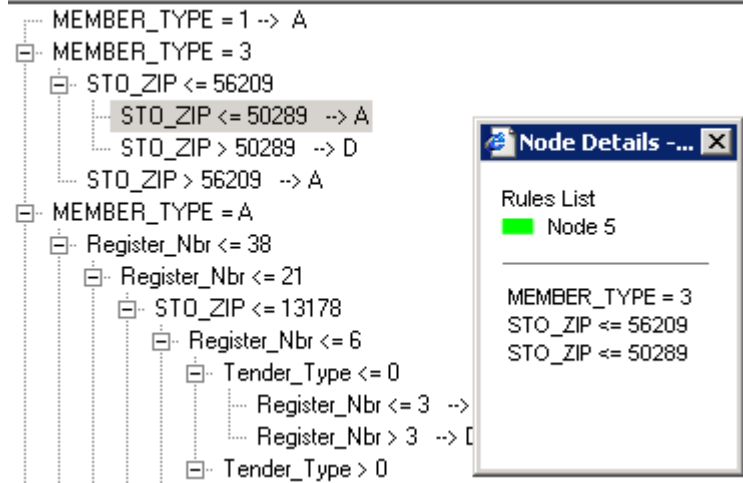 MEMBER_TYPE = 1 --> A
MEMBER_TYPE = 3
STO_ZIP <= 56209
STO_ZIP <= 50289 --> A
STO_ZIP > 50289 --> D
STO_ZIP > 56209 --> A
MEMBER_TYPE = A
Register_Nbr <= 38
Register_Nbr <= 21
STO_ZIP <= 13178
Register_Nbr <= 6
Tender_Type <= 0
Register_Nbr <= 3 -->
Register_Nbr > 3 -->
Tender_Type > 0
Node Details -...
Rules List
Node 5
MEMBER_TYPE = 3
STO_ZIP <= 56209
STO_ZIP <= 50289